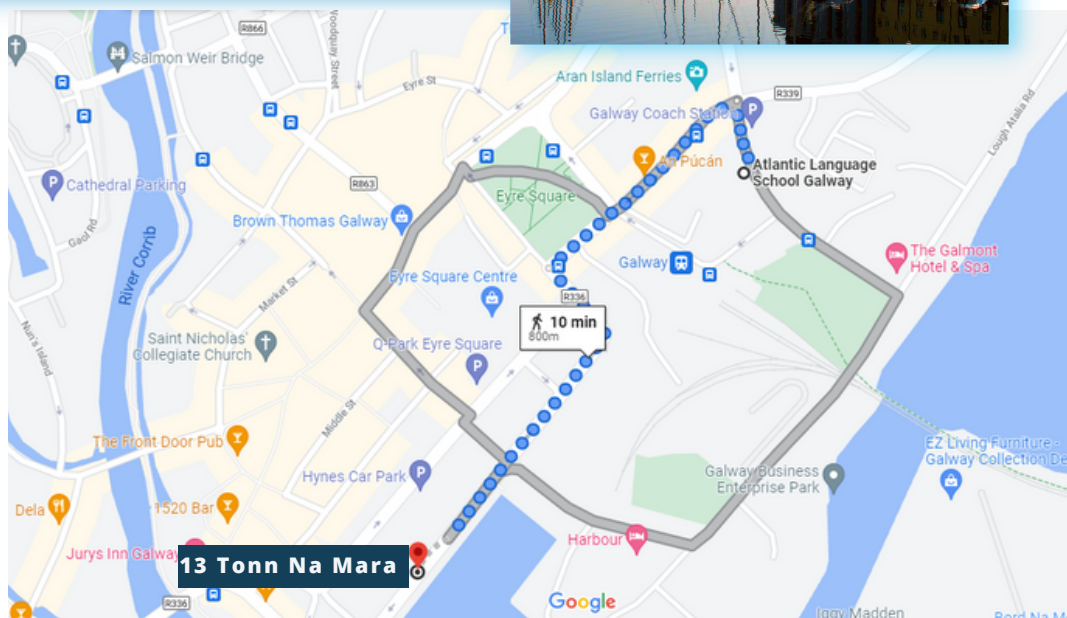 R866
Woodquay Street
Salmon Weir Bridge
Eyre St
Aran Island Ferries
R339
Lough Atalia Rd
Galway Coach Station
An Púcán
Atlantic Language
School Galway
Cathedral Parking
R863
Eyre Square
Gaol Rd
Brown Thomas Galway
River Corrib
Galway
The Galmont
Hotel & Spa
Eyre Square Centre
Market St
R336
10 min
800m
Nun's Island
Saint Nicholas'
Collegiate Church
Q-Park Eyre Square
Middle St
The Front Door Pub
EZ Living Furniture -
Galway Collection De
Hynes Car Park
Galway Business
Enterprise Park
Dela
1520 Bar
Harbour
Jurys Inn Galway
13 Tonn Na Mara
R336
Google
Iggy Madden